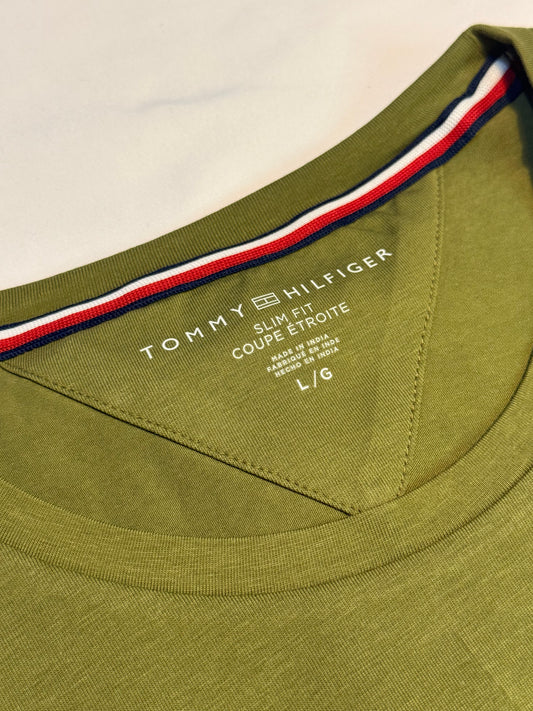 TOMMY HILFIGER
SLIM FIT
COUPE ÉTROITE
MADE IN INDIA
FABRIQUÉ EN INDE
HECHO EN INDIA
L/G